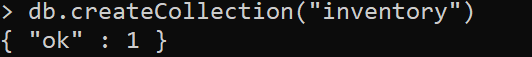 > db.createCollection("inventory")
{ "ok" : 1 }